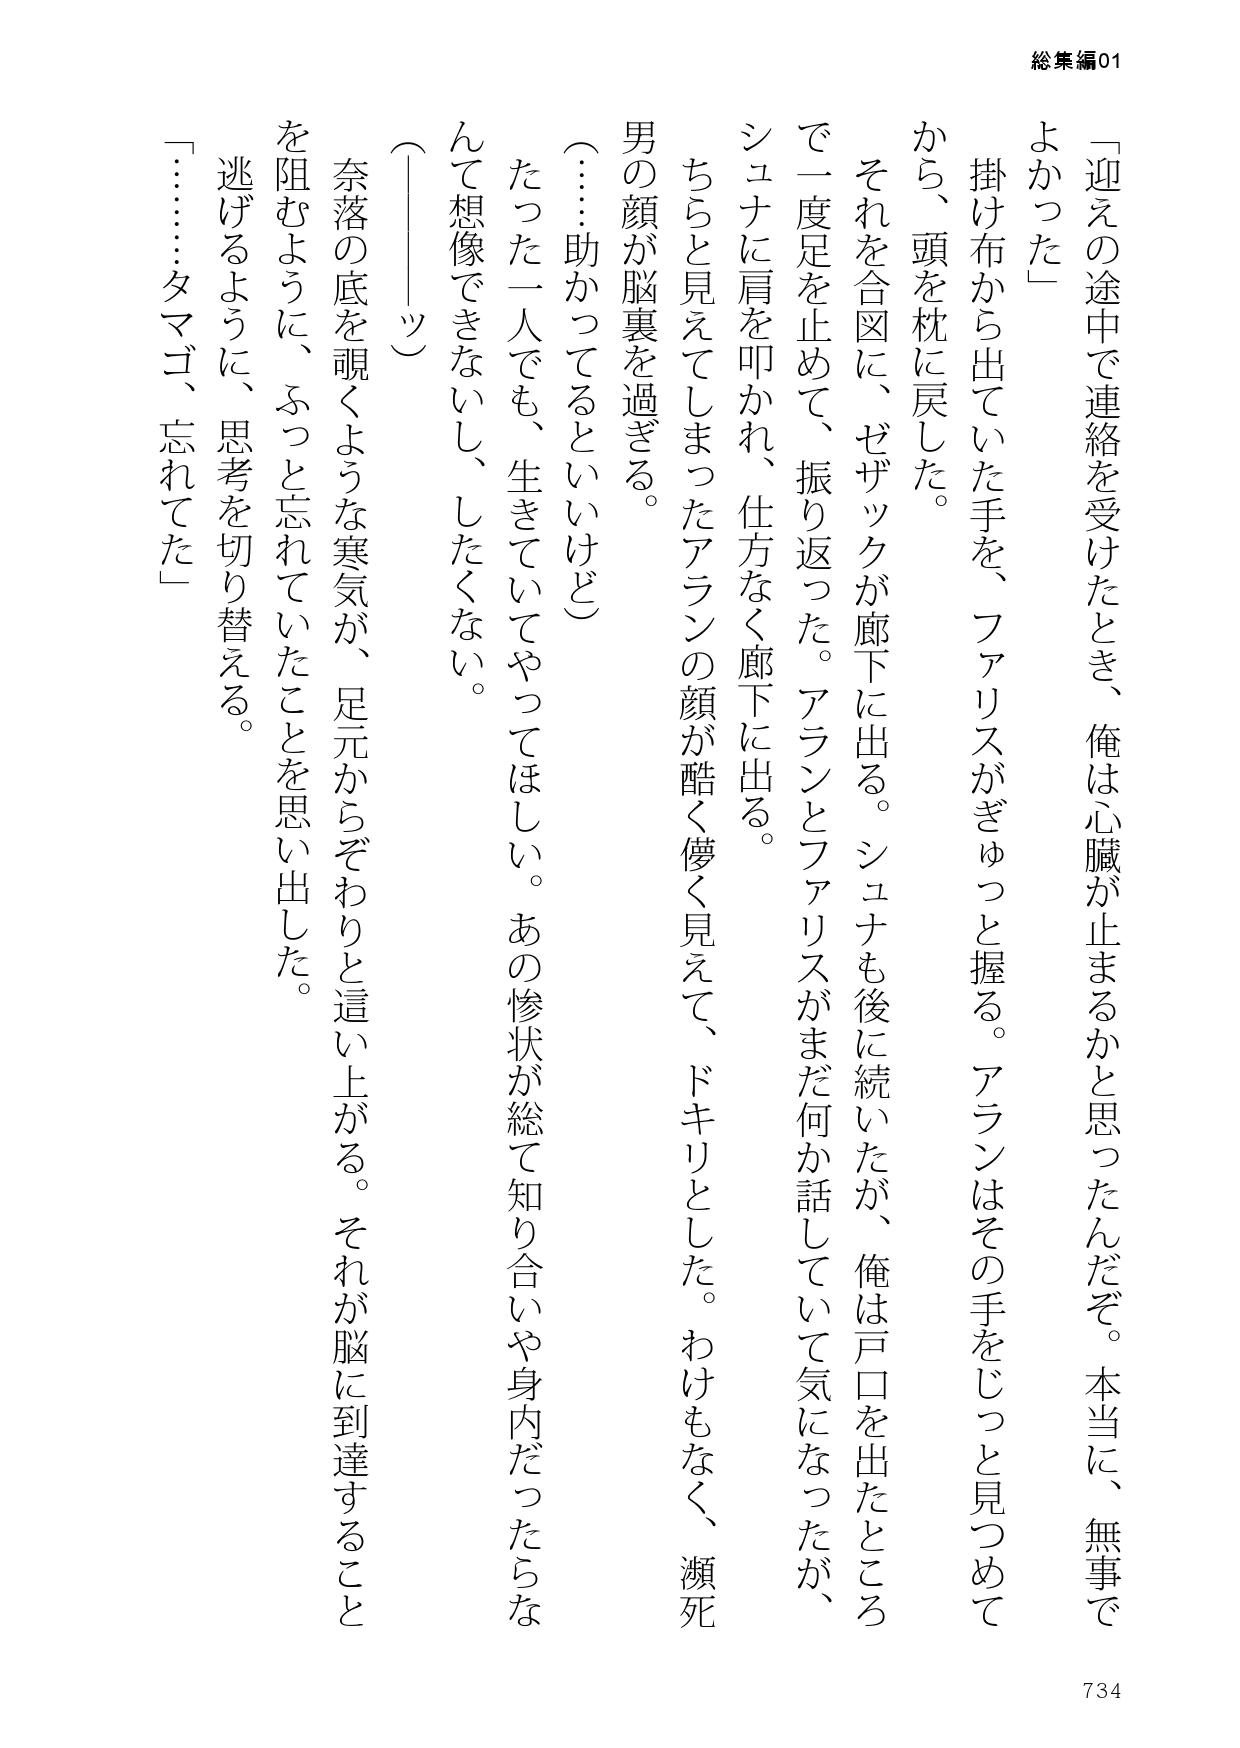 総集編01
「迎えの途中で連絡を受けたとき、俺は心臓が止まるかと思ったんだぞ。本当に、無事で
よかった」
　掛け布から出ていた手を、ファリスがぎゅっと握る。アランはその手をじっと見つめて
から、頭を枕に戻した。
　それを合図に、ゼザックが廊下に出る。シュナも後に続いたが、俺は戸口を出たところ
で一度足を止めて、振り返った。アランとファリスがまだ何か話していて気になったが、
シュナに肩を叩かれ、仕方なく廊下に出る。
　ちらと見えてしまったアランの顔が酷く儚く見えて、ドキリとした。わけもなく、瀕死
男の顔が脳裏を過ぎる。
（……助かってるといいけど）
　たった一人でも、生きていてやってほしい。あの惨状が総て知り合いや身内だったらな
んて想像できないし、したくない。
（――――ッ）
　奈落の底を覗くような寒気が、足元からぞわりと這い上がる。それが脳に到達すること
を阻むように、ふっと忘れていたことを思い出した。
　逃げるように、思考を切り替える。
「………タマゴ、忘れてた」
734